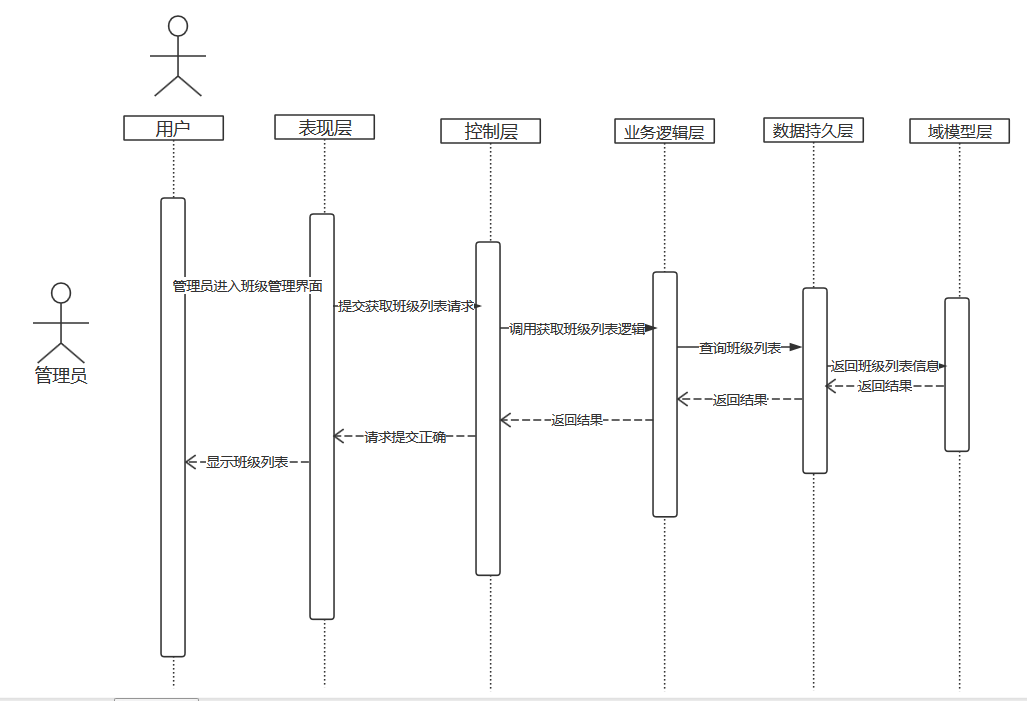 用户
表现层
控制层
业务逻辑层
数据持久层
域模型层
管理员进入班级管理界面
提交获取班级列表请求
调用获取班级列表逻辑
查询班级列表
返回班级列表信息
返回结果
返回结果
返回结果
请求提交正确
显示班级列表
管理员